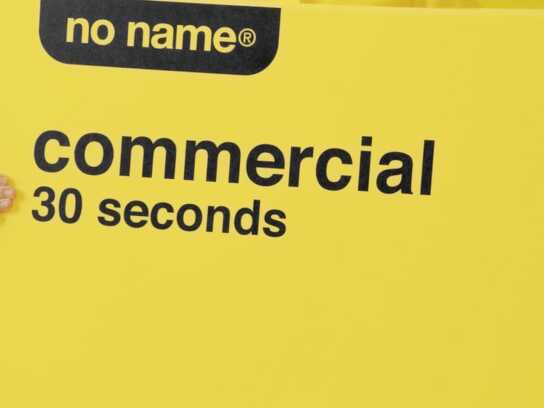 no name®
commercial
30 seconds